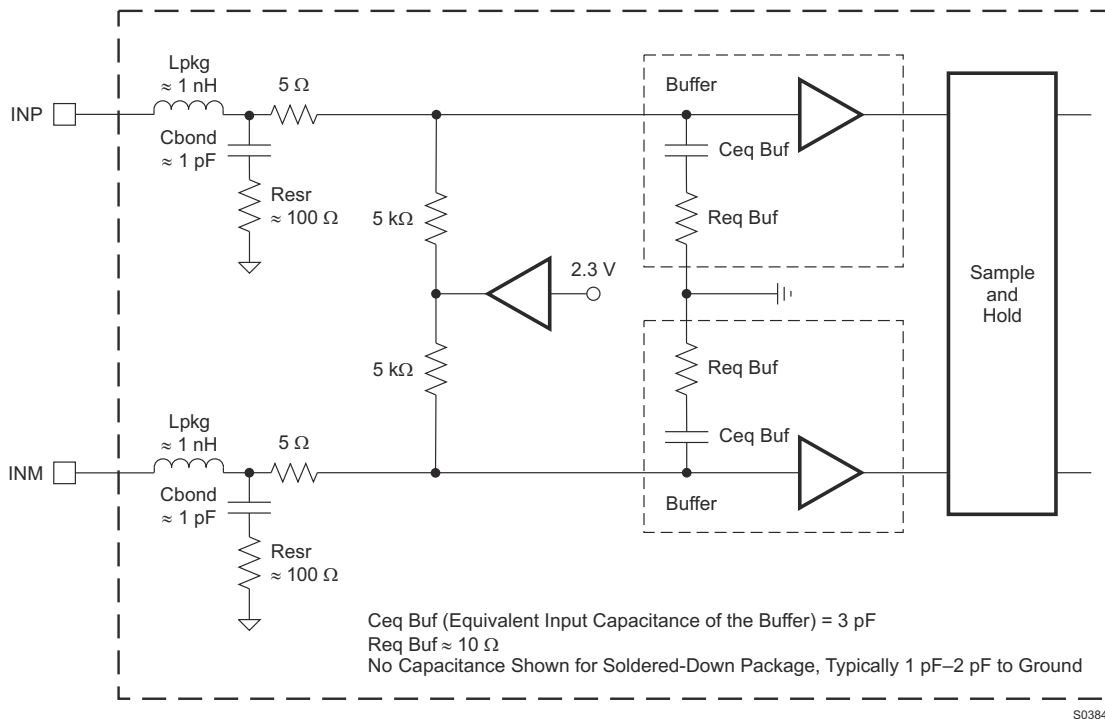 Lpkg
≈ 1 nH
5 Ω
INP
Cbond
≈ 1 pF
Resr
≈ 100 Ω
5 kΩ
2.3 V
Buffer
Ceq Buf
Req Buf
Sample
and
Hold
5 kΩ
Req Buf
Ceq Buf
Buffer
Lpkg
≈ 1 nH
5 Ω
INM
Cbond
≈ 1 pF
Resr
≈ 100 Ω
Ceq Buf (Equivalent Input Capacitance of the Buffer) = 3 pF
Req Buf ≈ 10 Ω
No Capacitance Shown for Soldered-Down Package, Typically 1 pF–2 pF to Ground
S0384